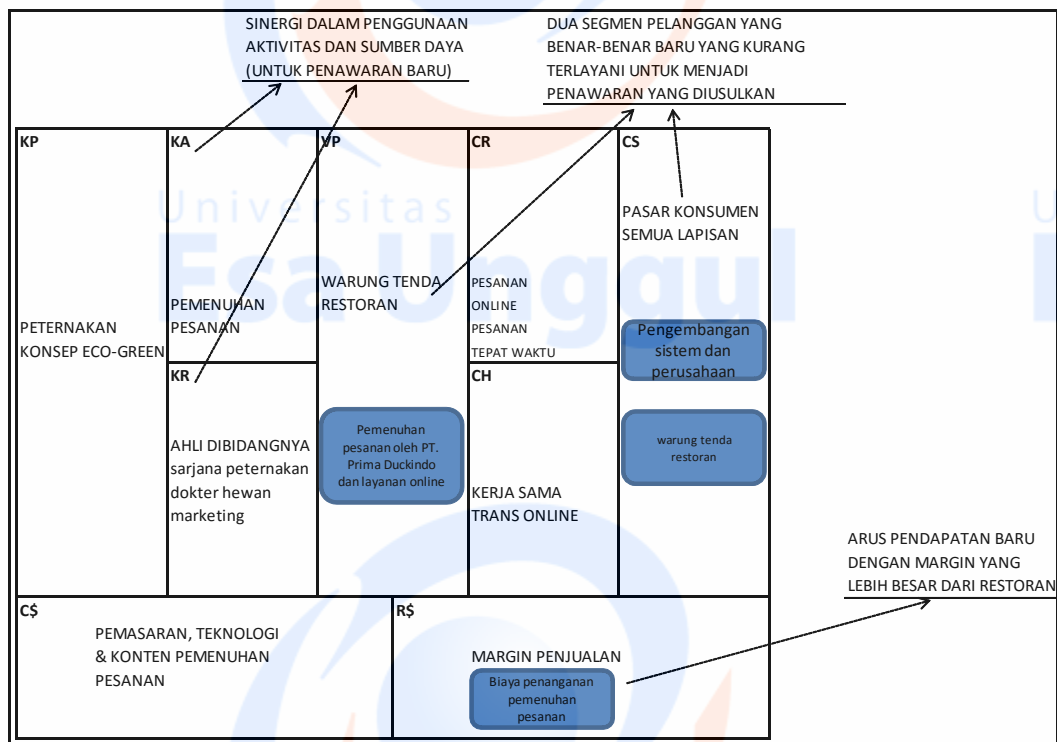 SINERGI DALAM PENGGUNAAN
AKTIVITAS DAN SUMBER DAYA
(UNTUK PENAWARAN BARU)
DUA SEGMEN PELANGGAN YANG
BENAR-BENAR BARU YANG KURANG
TERLAYANI UNTUK MENJADI
PENAWARAN YANG DIUSULKAN
KP
PETERNAKAN
KONSEP ECO-GREEN
KA
PEMENUHAN
PESANAN
KR
AHLI DIBIDANGNYA
sarjana peternakan
dokter hewan
marketing
VP
WARUNG TENDA
RESTORAN
Pemenuhan
pesanan oleh PT.
Prima Duckindo
dan layanan online
CR
PESANAN
ONLINE
PESANAN
TEPAT WAKTU
CH
KERJA SAMA
TRANS ONLINE
CS
PASAR KONSUMEN
SEMUA LAPISAN
Pengembangan
sistem dan
perusahaan
warung tenda
restoran
ARUS PENDAPATAN BARU
DENGAN MARGIN YANG
LEBIH BESAR DARI RESTORAN
C$
PEMASARAN, TEKNOLOGI
& KONTEN PEMENUHAN
PESANAN
R$
MARGIN PENJUALAN
Biaya penanganan
pemenuhan
pesanan
Universitas
Esa Unggul
U